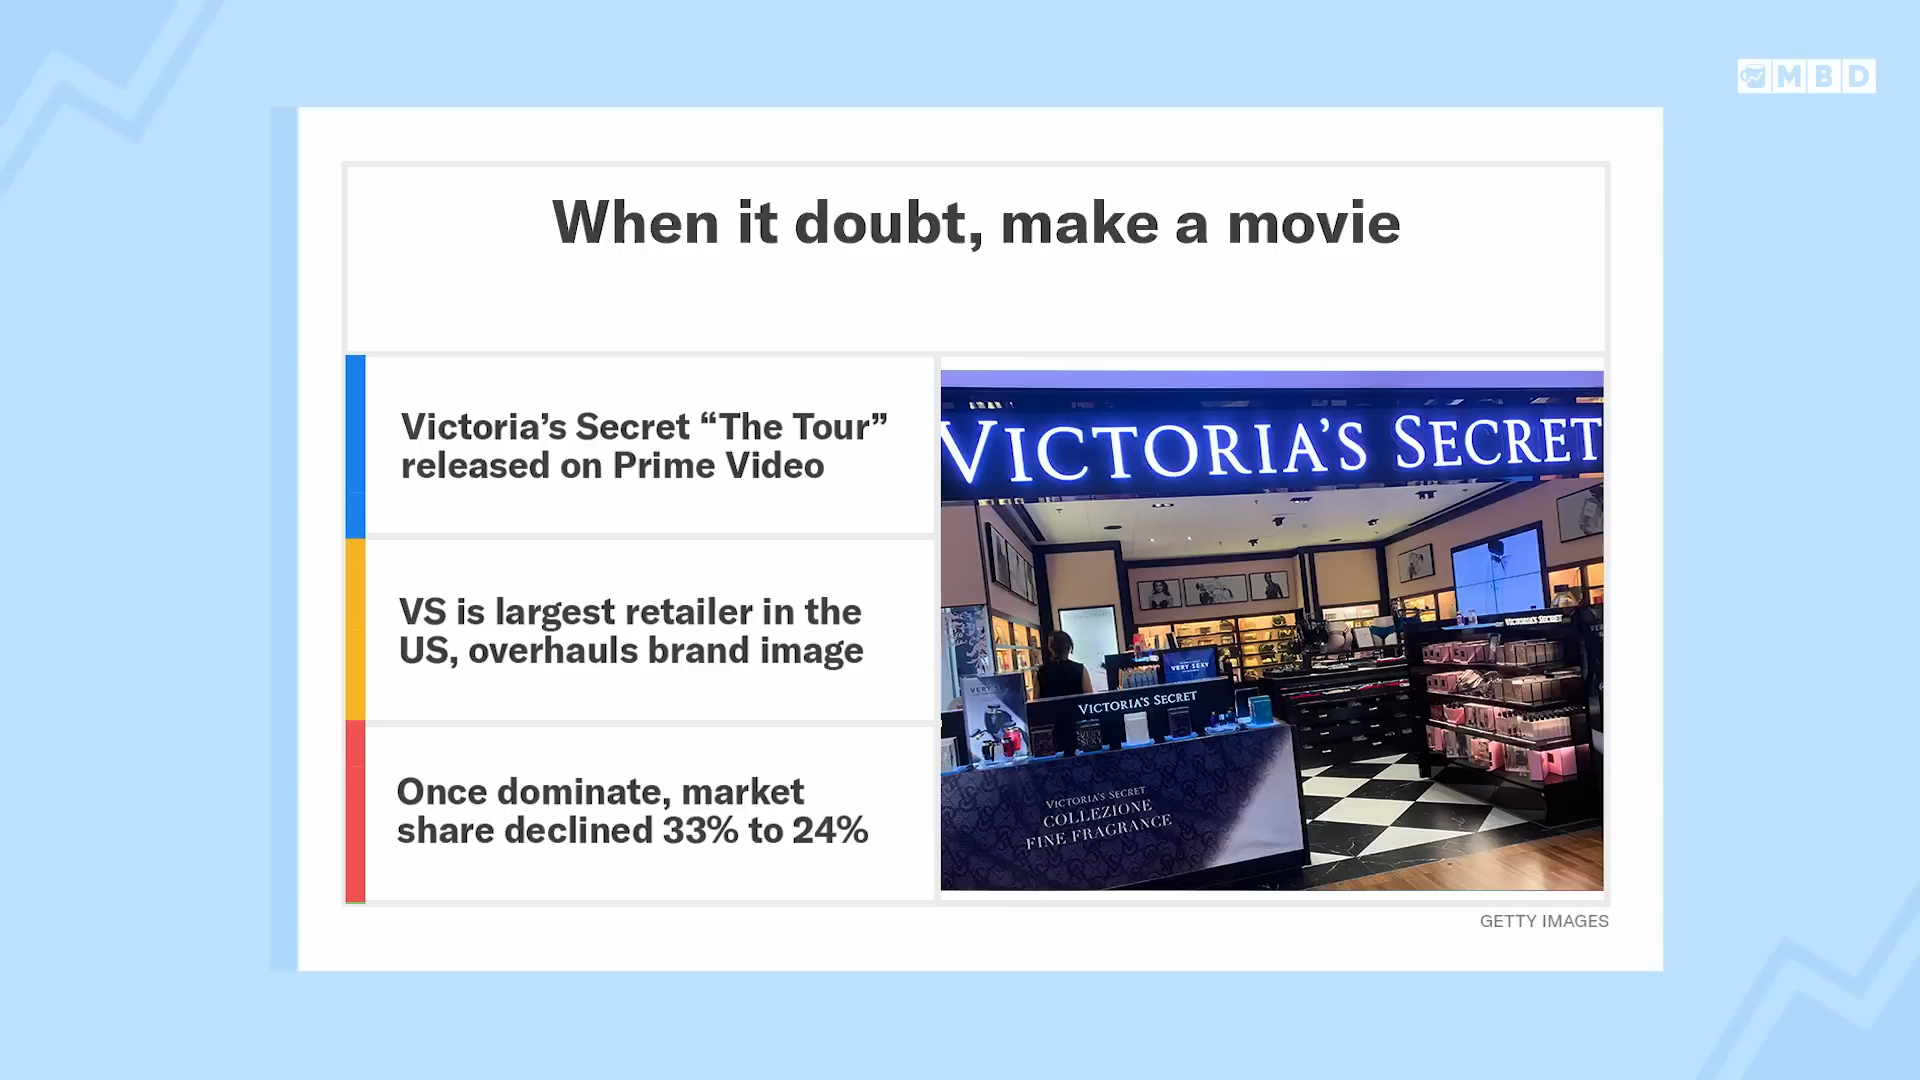 MBD
When it doubt, make a movie
Victoria’s Secret “The Tour”
released on Prime Video
VS is largest retailer in the
US, overhauls brand image
Once dominate, market
share declined 33% to 24%
VICTORIA’S SECRET
VICTORIA’S SECRET
VERY SEXY
VICTORIA’S SECRET
VICTORIA’S SECRET
COLLEZIONE
FINE FRAGRANCE
GETTY IMAGES